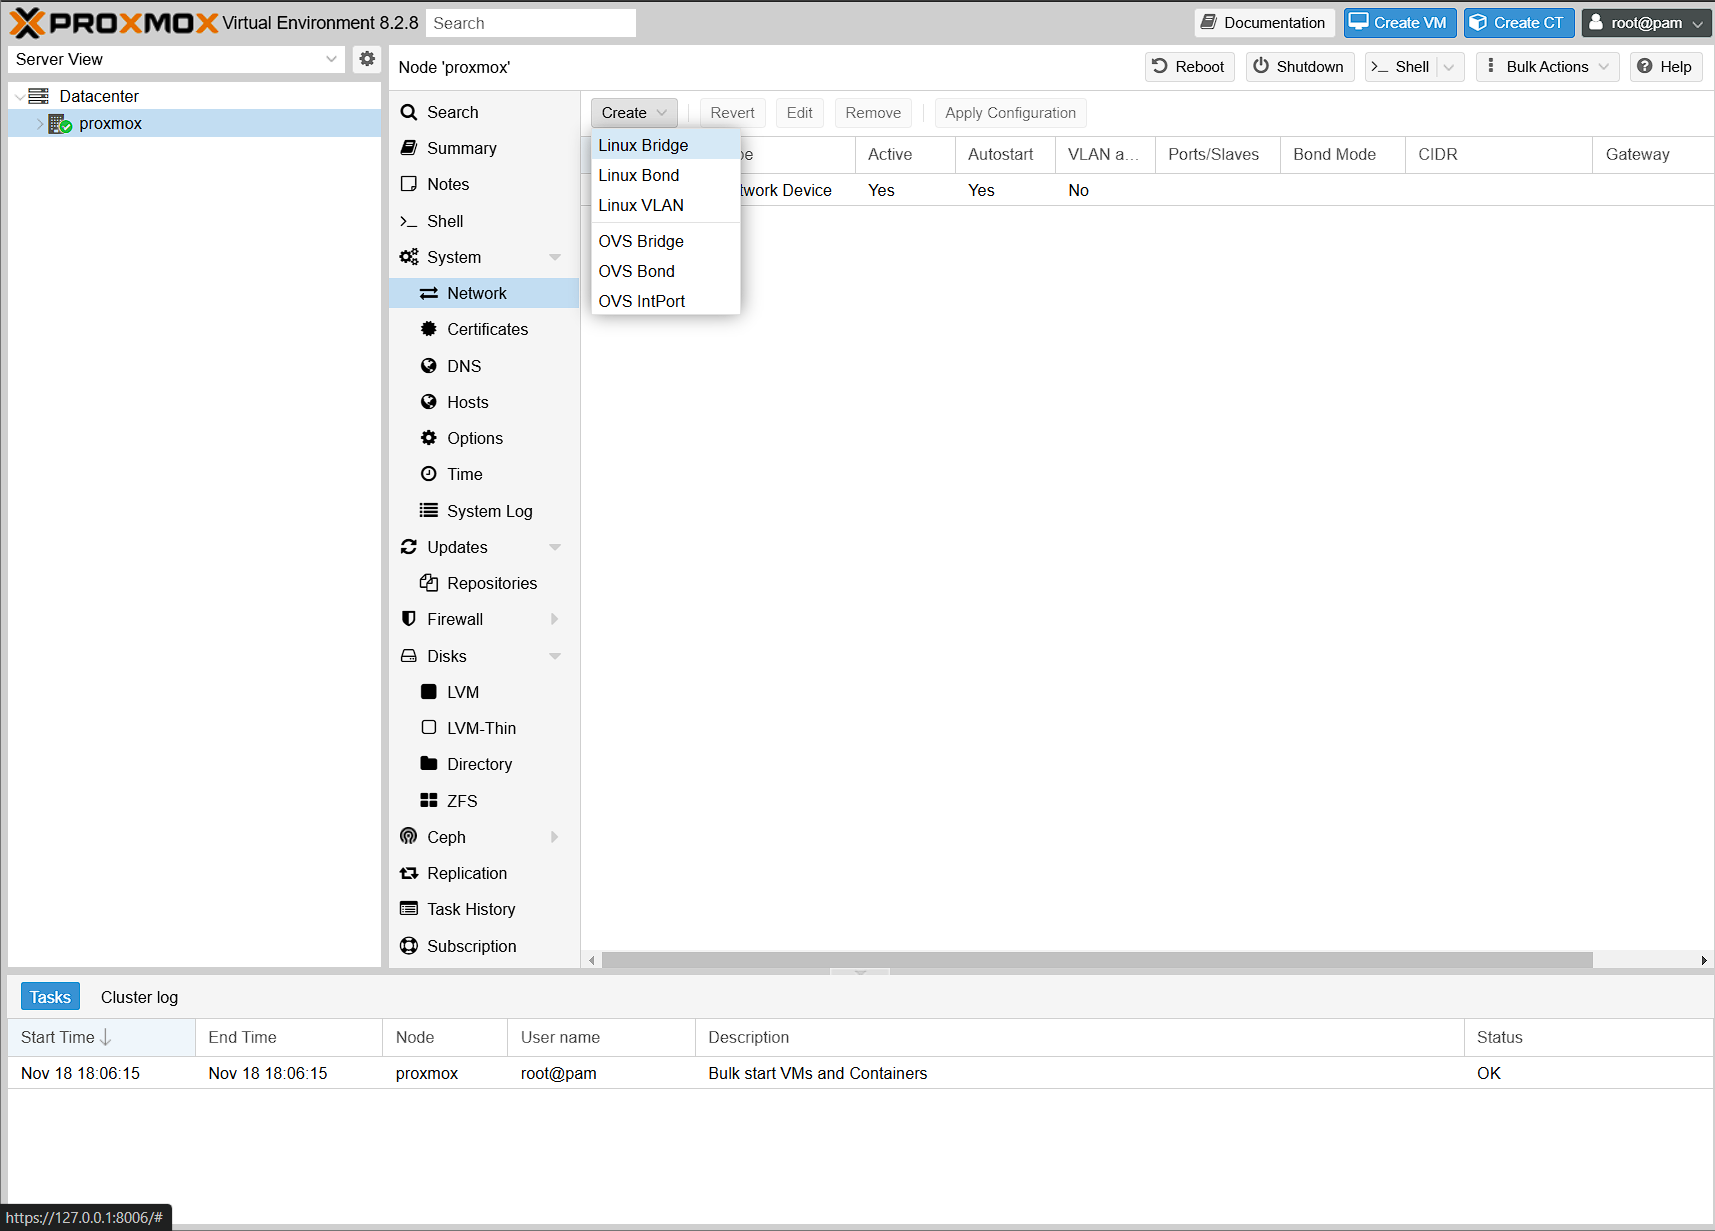 PROXMOX Virtual Environment 8.2.8 Search Documentation Create VM Create CT root@pam
Server View
Datacenter
proxmox
Node 'proxmox' Reboot Shutdown Shell Bulk Actions Help
Search
Summary
Notes
Shell
System
Network
Certificates
DNS
Hosts
Options
Time
System Log
Updates
Repositories
Firewall
Disks
LVM
LVM-Thin
Directory
ZFS
Ceph
Replication
Task History
Subscription
Create Revert Edit Remove Apply Configuration
Linux Bridge
Linux Bond
Linux VLAN
OVS Bridge
OVS Bond
OVS IntPort
pe Active Autostart VLAN a... Ports/Slaves Bond Mode CIDR Gateway
twork Device Yes Yes No
Tasks Cluster log
Start Time End Time Node User name Description Status
Nov 18 18:06:15 Nov 18 18:06:15 proxmox root@pam Bulk start VMs and Containers OK
https://127.0.0.1:8006/#